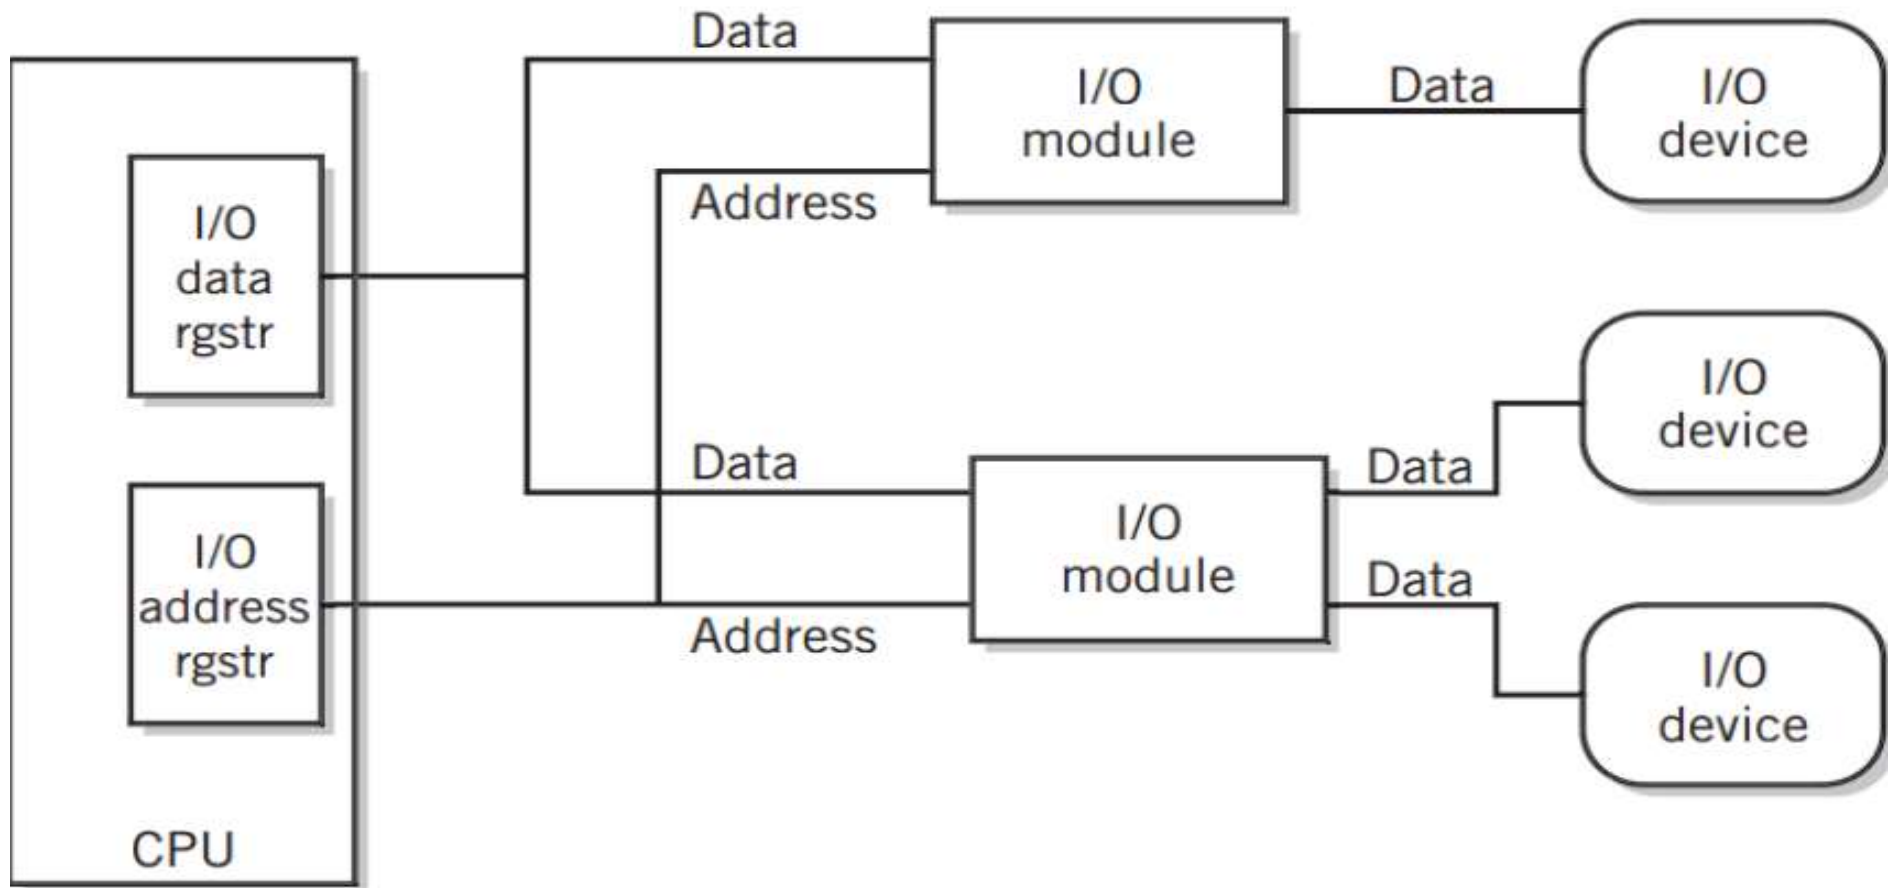 Data
I/O
module
Data
I/O
device
I/O
data
rgstr
Address
I/O
device
Data
I/O
module
Data
I/O
address
rgstr
Address
Data
I/O
device
CPU